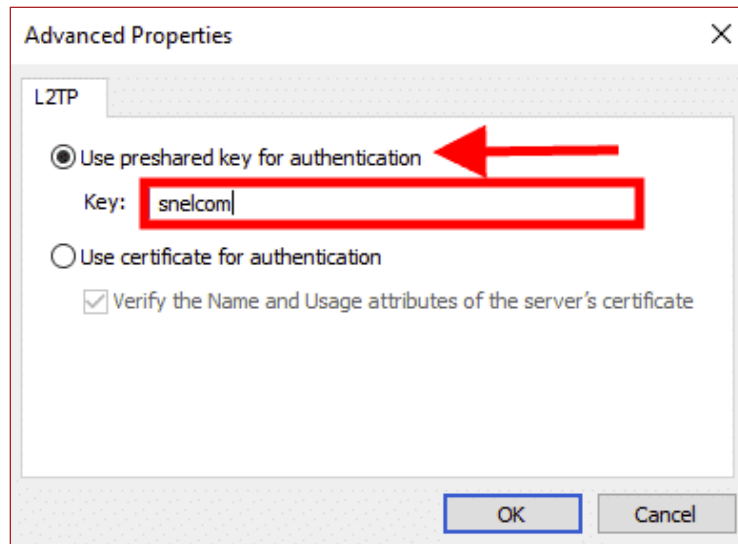 Advanced Properties
L2TP
Use preshared key for authentication
Key: snelcom
Use certificate for authentication
Verify the Name and Usage attributes of the server's certificate
OK Cancel